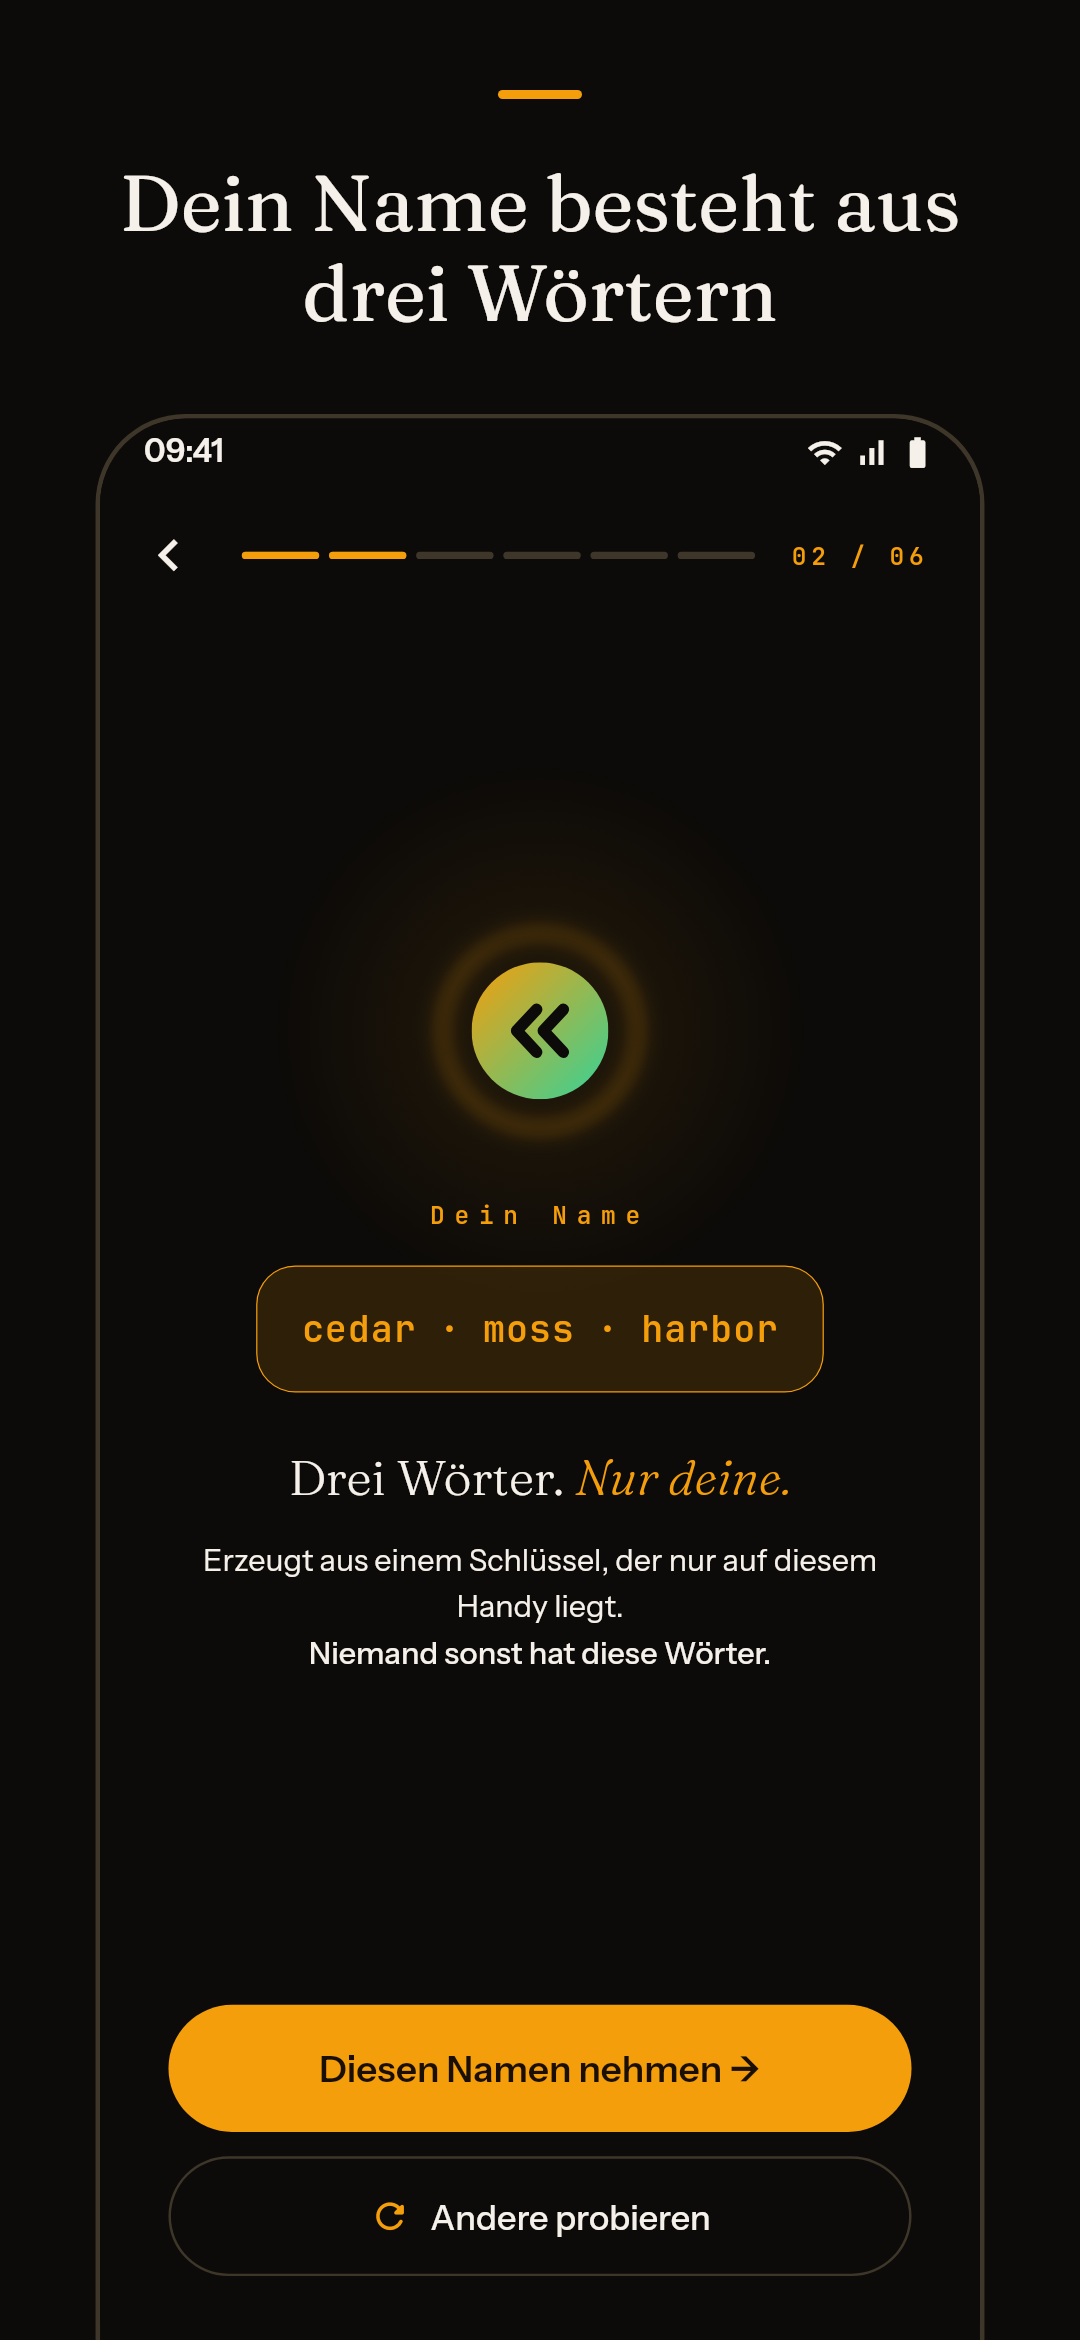 Dein Name besteht aus
drei Wörtern
09:41
02 / 06
Dein Name
cedar · moss · harbor
Drei Wörter. Nur deine.
Erzeugt aus einem Schlüssel, der nur auf diesem
Handy liegt.
Niemand sonst hat diese Wörter.
Diesen Namen nehmen →
Andere probieren